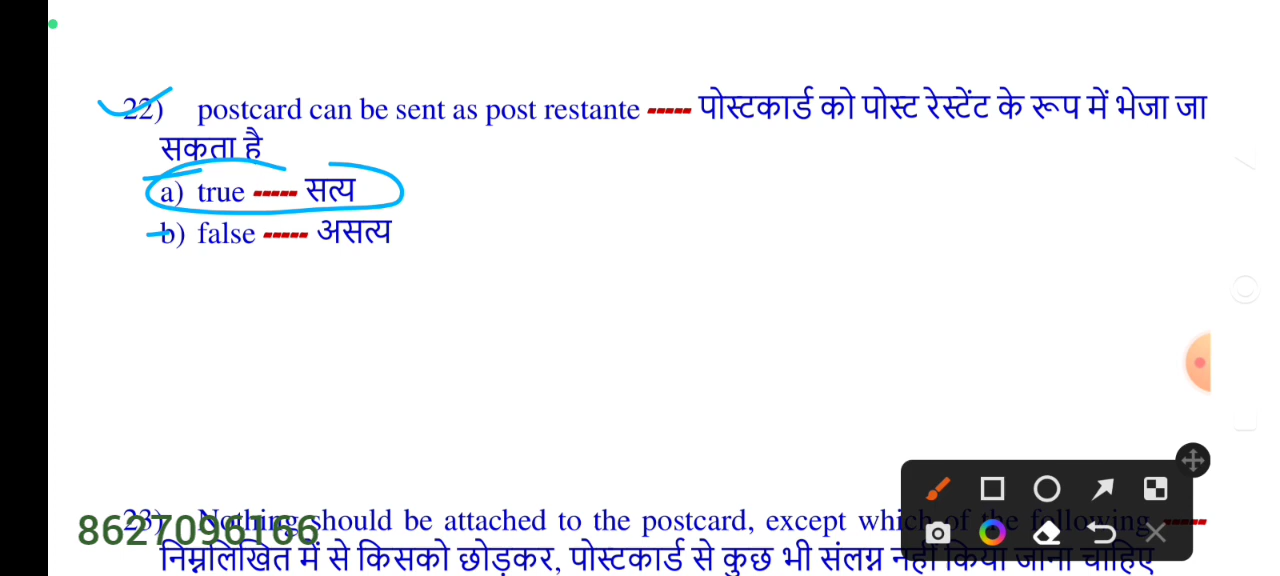 22) postcard can be sent as post restante ----- पोस्टकार्ड को पोस्ट रेस्टेंट के रूप में भेजा जा
सकता है
a) true ----- सत्य
b) false ----- असत्य
23) Nothing should be attached to the postcard, except which of the following -----
8627096166
निम्नलिखित में से किसको छोड़कर, पोस्टकार्ड से कुछ भी संलग्न नहीं किया जाना चाहिए